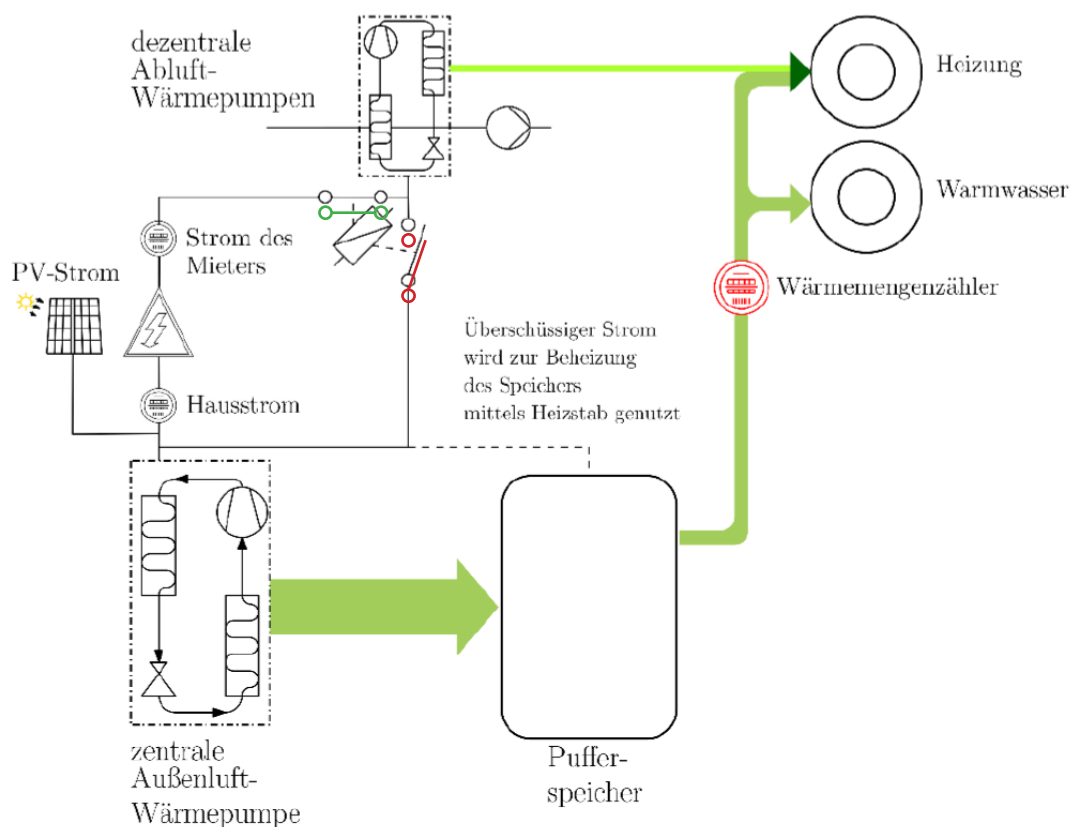 dezentrale
Abluft-
Wärmepumpen
Heizung
Warmwasser
Strom des
Mieters
PV-Strom
Wärmemengenzähler
Überschüssiger Strom
wird zur Beheizung
des Speichers
mittels Heizstab genutzt
Hausstrom
zentrale
Außenluft-
Wärmepumpe
Puffer-
speicher